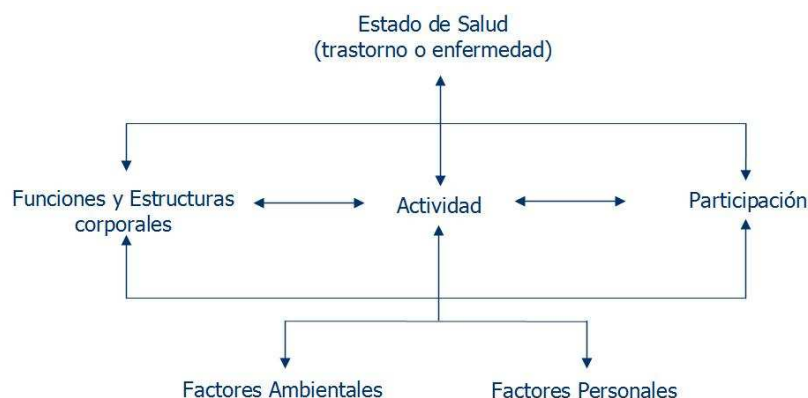 Estado de Salud
(trastorno o enfermedad)
Funciones y Estructuras
corporales
Actividad
Participación
Factores Ambientales
Factores Personales